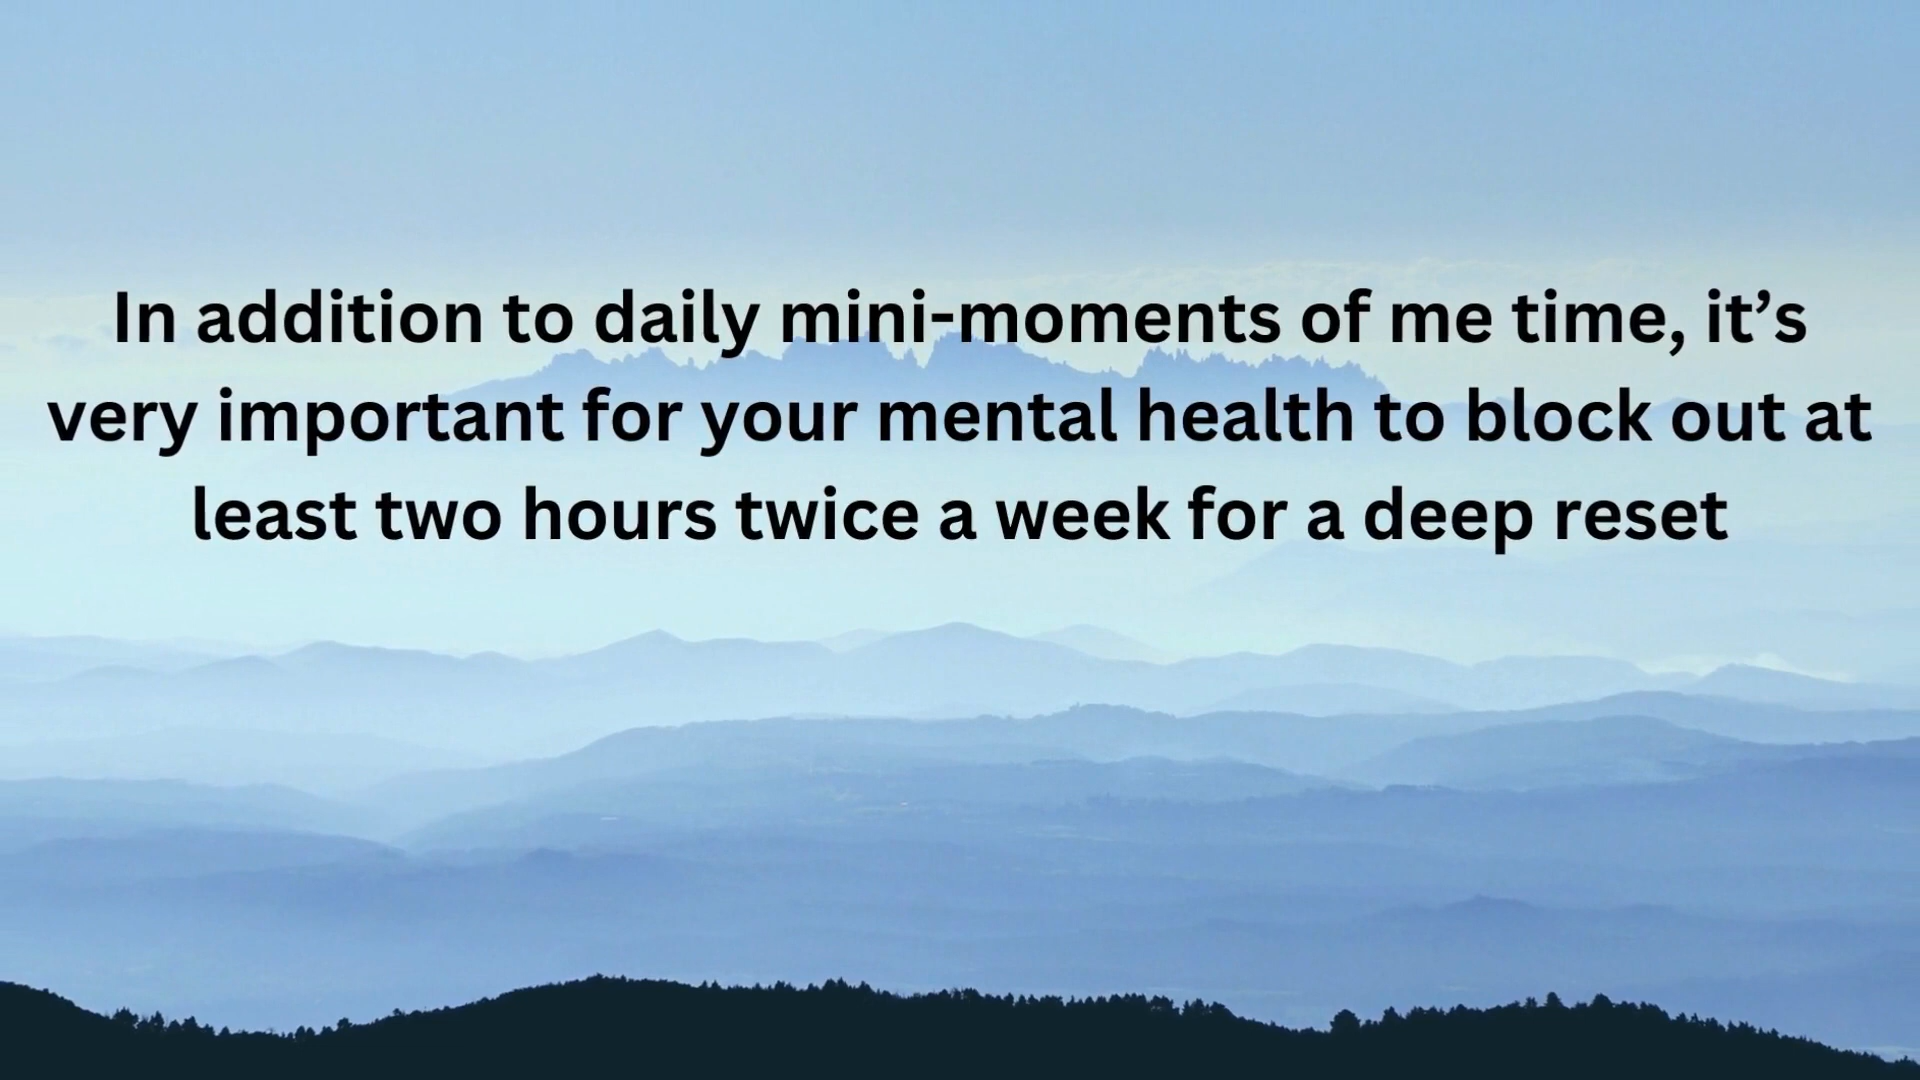 In addition to daily mini-moments of me time, it’s
very important for your mental health to block out at
least two hours twice a week for a deep reset